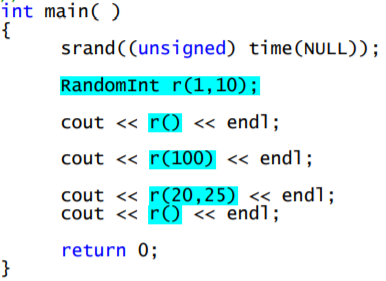 int main( )
{
srand((unsigned) time(NULL));
RandomInt r(1,10);
cout << r() << endl;
cout << r(100) << endl;
cout << r(20,25) << endl;
cout << r() << endl;
return 0;
}